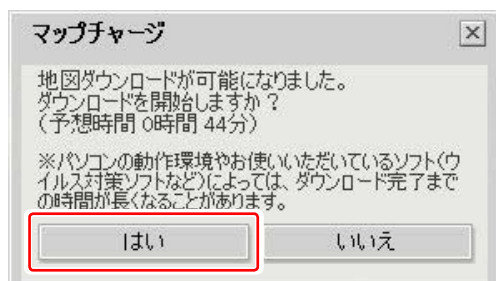 マップチャージ
地図ダウンロードが可能になりました。
ダウンロードを開始しますか？
（予想時間 0時間 44分）
※パソコンの動作環境やお使いいただいているソフト（ウ
イルス対策ソフトなど）によっては、ダウンロード完了まで
の時間が長くなることがあります。
はい
いいえ